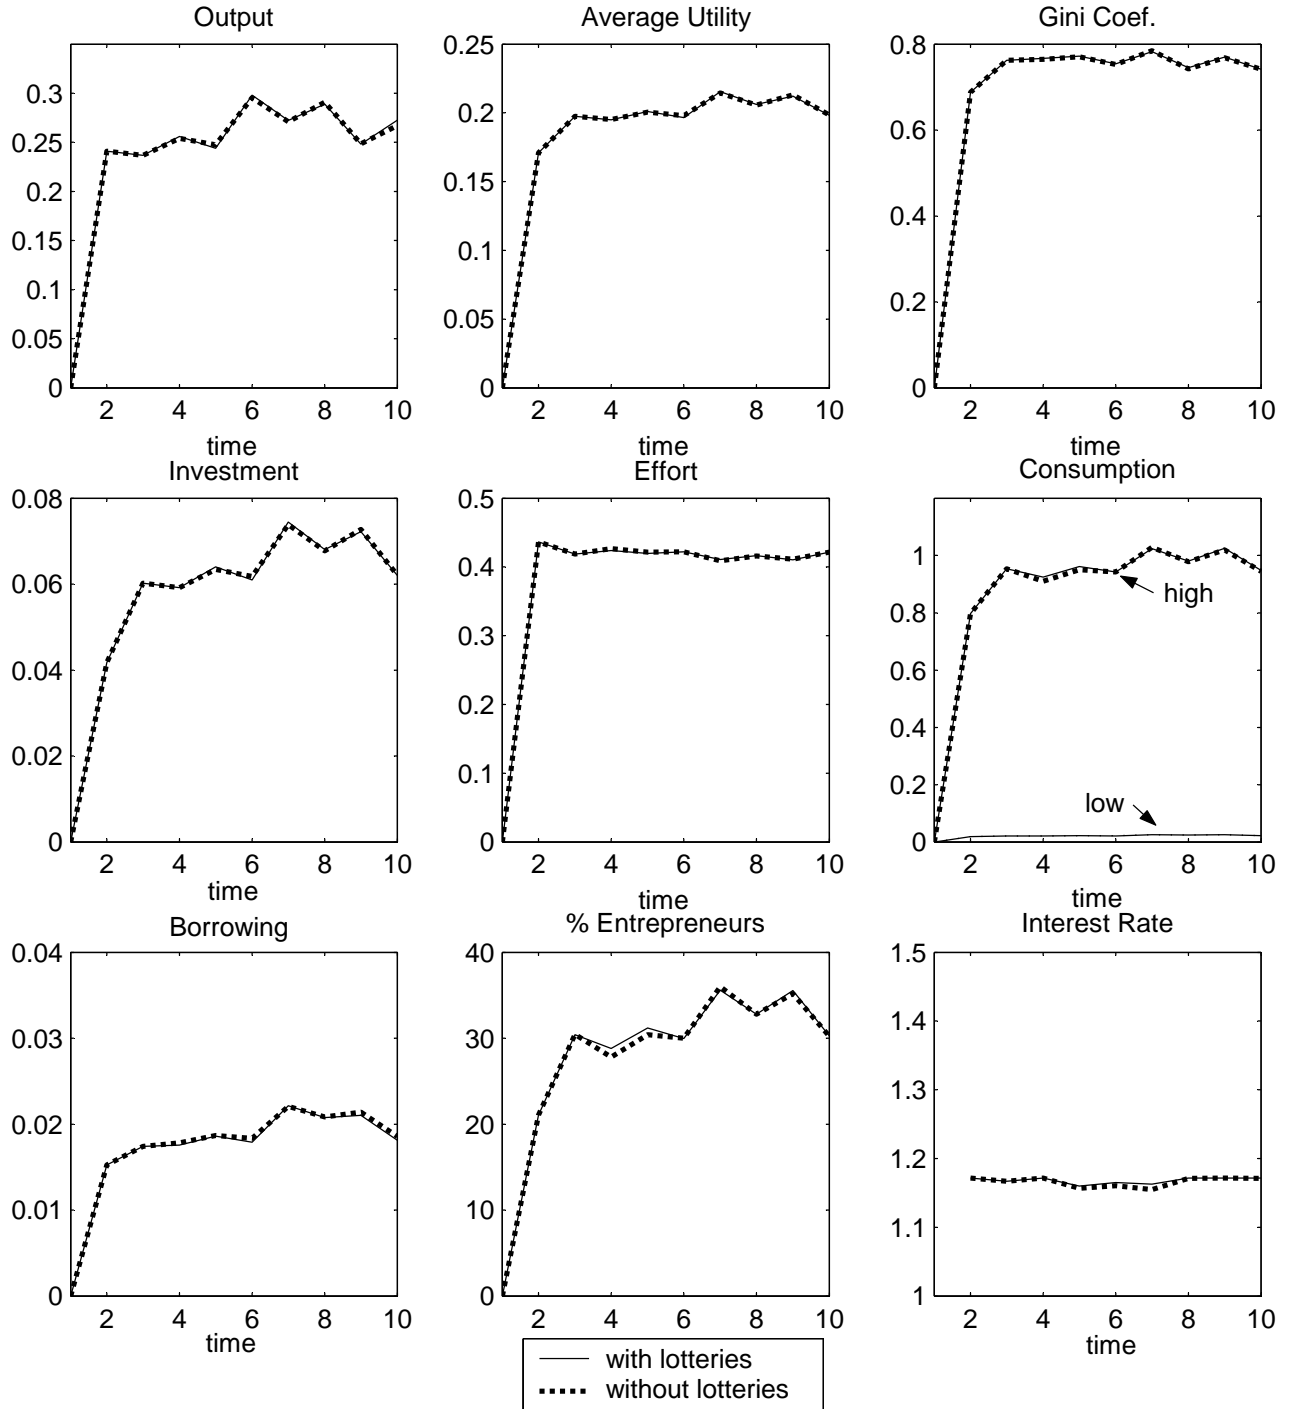 Output
Average Utility
Gini Coef.
0.3
0.25
0.2
0.15
0.1
0.05
0
2 4 6 8 10
time
0.25
0.2
0.15
0.1
0.05
0
2 4 6 8 10
time
0.8
0.6
0.4
0.2
0
2 4 6 8 10
time
Investment
Effort
Consumption
0.08
0.06
0.04
0.02
0
2 4 6 8 10
time
0.5
0.4
0.3
0.2
0.1
0
2 4 6 8 10
time
1
0.8
0.6
0.4
0.2
0
high
low
2 4 6 8 10
time
Borrowing
% Entrepreneurs
Interest Rate
0.04
0.03
0.02
0.01
0
2 4 6 8 10
time
40
30
20
10
0
2 4 6 8 10
1.5
1.4
1.3
1.2
1.1
1
2 4 6 8 10
time
with lotteries
without lotteries